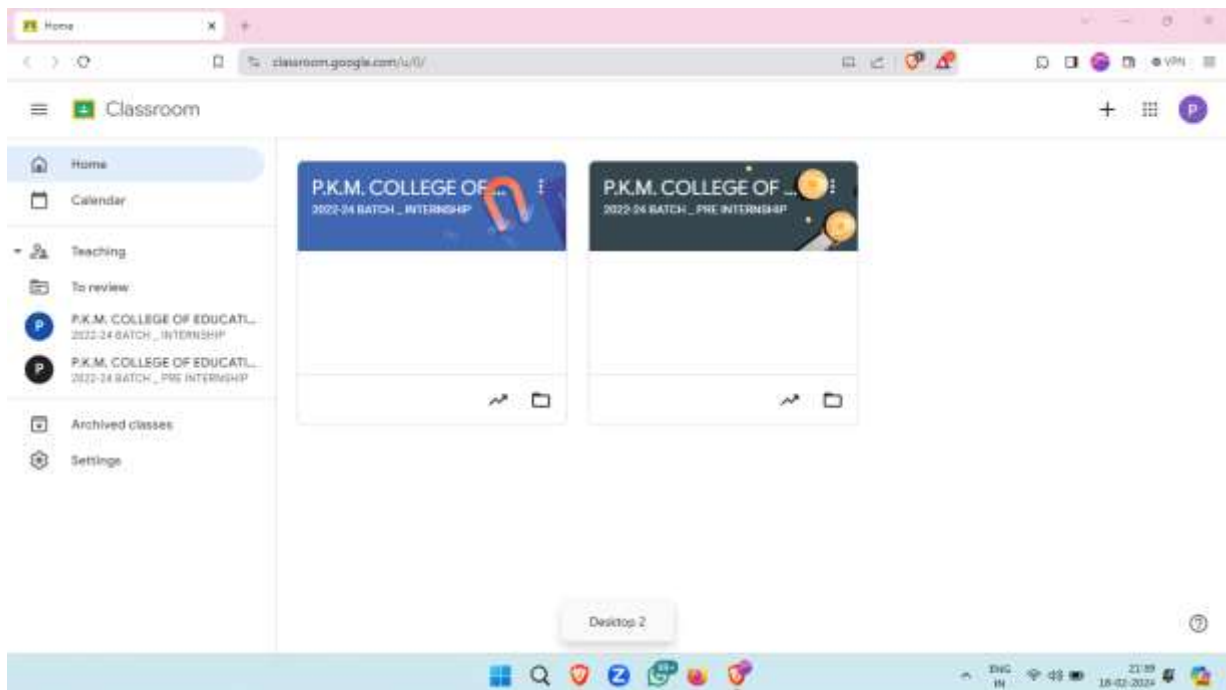 Home
classroom.google.com/u/0/
VPN
Classroom
P
Home
Calendar
Teaching
To review
P
P.K.M. COLLEGE OF EDUCATI...
2022-24 BATCH _ INTERNSHIP
P
P.K.M. COLLEGE OF EDUCATI...
2022-24 BATCH _ PRE INTERNSHIP
Archived classes
Settings
P.K.M. COLLEGE OF ...
2022-24 BATCH _ INTERNSHIP
P.K.M. COLLEGE OF ...
2022-24 BATCH _ PRE INTERNSHIP
Desktop 2
ENG
IN
18-02-2024